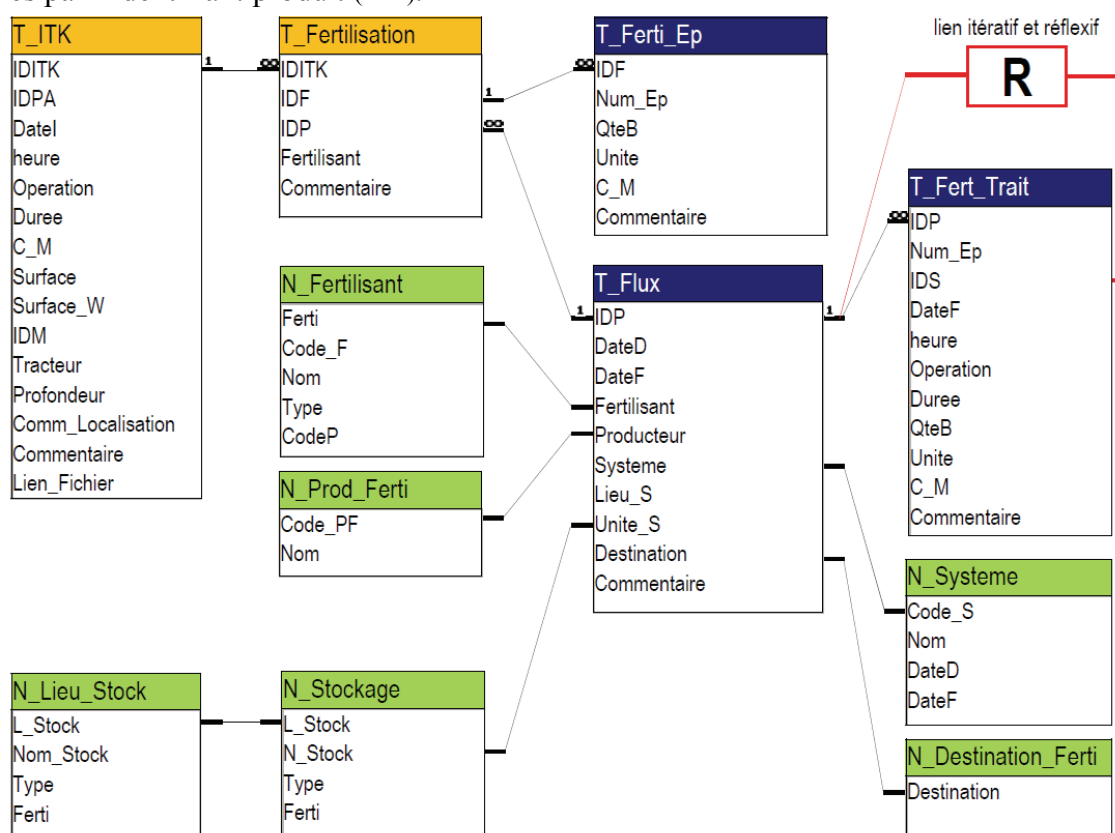 T_ITK
IDITK
IDPA
DateI
heure
Operation
Duree
C_M
Surface
Surface_W
IDM
Tracteur
Profondeur
Comm_Localisation
Commentaire
Lien_Fichier
1
∞
T_Fertilisation
IDITK
IDF
IDP
Fertilisant
Commentaire
1
∞
∞
T_Ferti_Ep
IDF
Num_Ep
QteB
Unite
C_M
Commentaire
lien itératif et réflexif
R
N_Fertilisant
Ferti
Code_F
Nom
Type
CodeP
N_Prod_Ferti
Code_PF
Nom
1
T_Flux
IDP
DateD
DateF
Fertilisant
Producteur
Systeme
Lieu_S
Unite_S
Destination
Commentaire
1
∞
T_Fert_Trait
IDP
Num_Ep
IDS
DateF
heure
Operation
Duree
QteB
Unite
C_M
Commentaire
N_Systeme
Code_S
Nom
DateD
DateF
N_Lieu_Stock
L_Stock
Nom_Stock
Type
Ferti
N_Stockage
L_Stock
N_Stock
Type
Ferti
N_Destination_Ferti
Destination